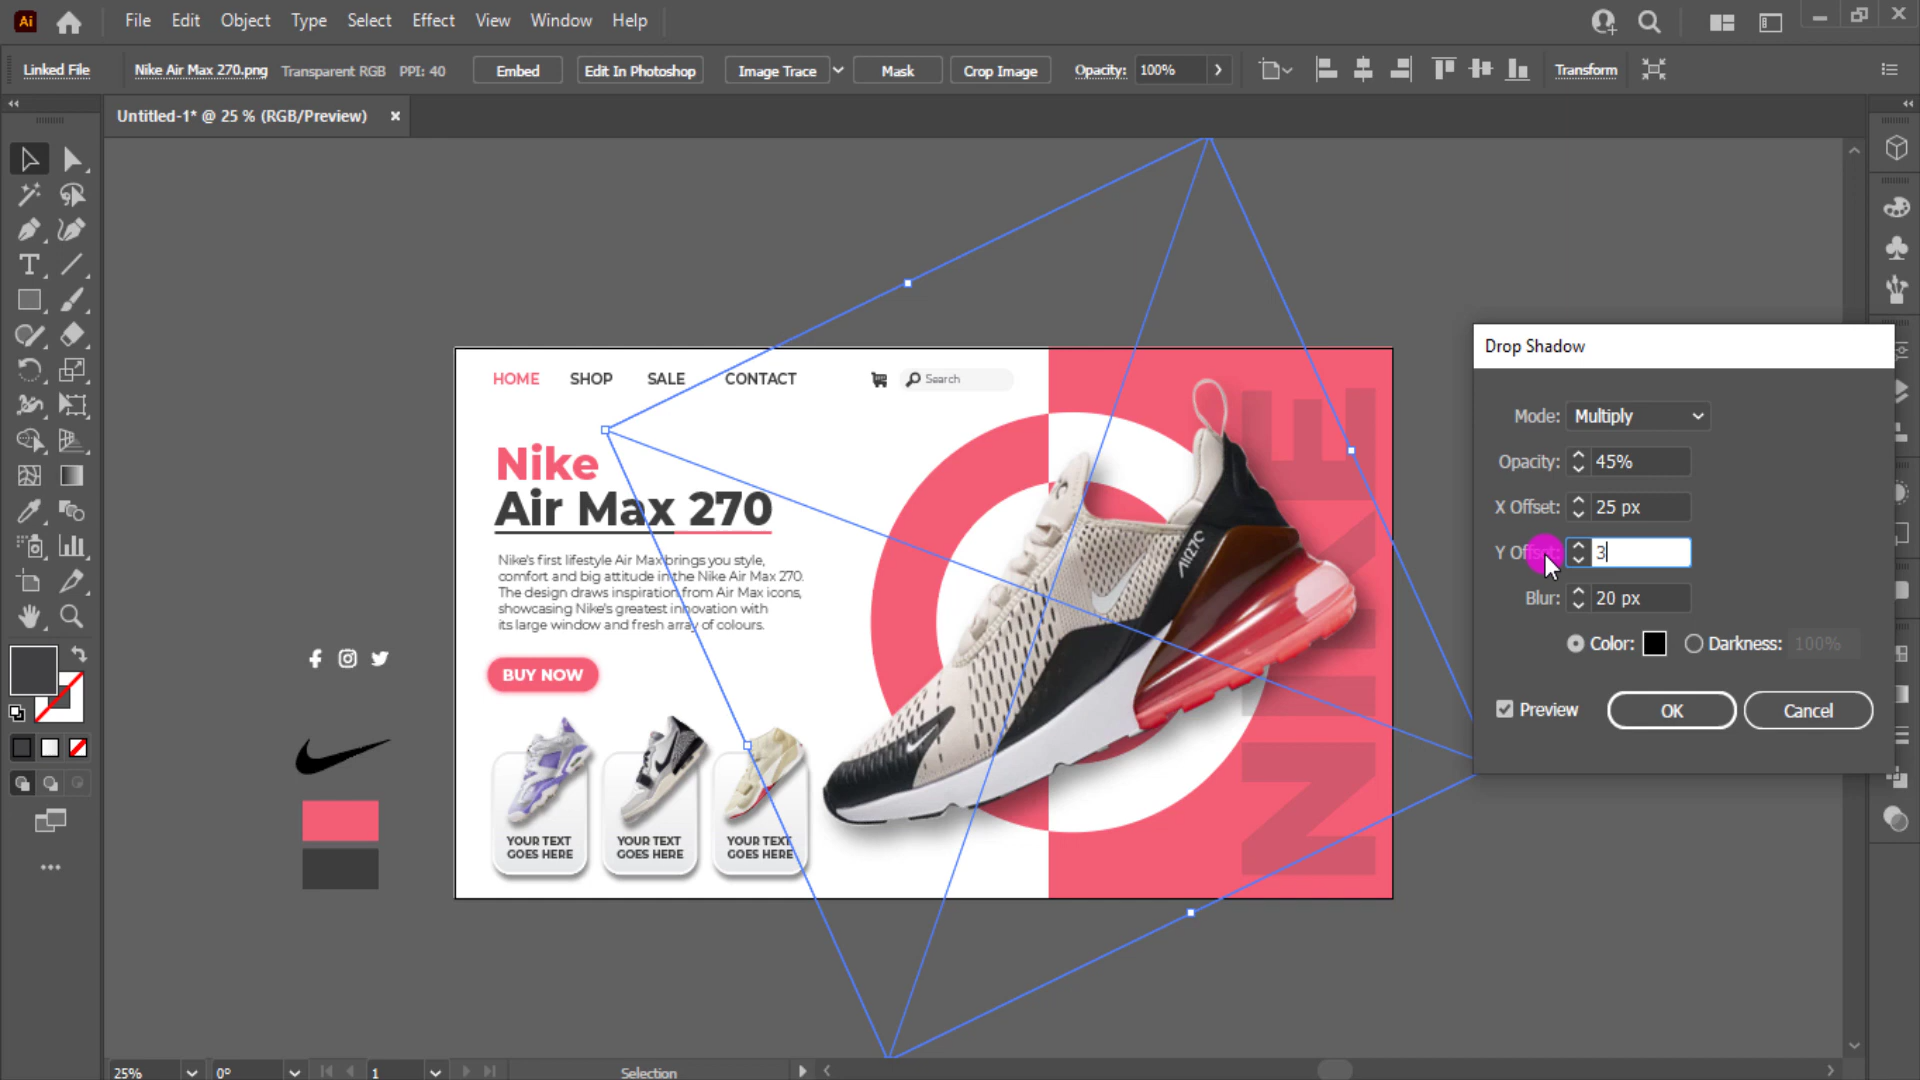 Ai
File Edit Object Type Select Effect View Window Help
Linked File Nike Air Max 270.png Transparent RGB PPI: 40 Embed Edit In Photoshop Image Trace Mask Crop Image Opacity: 100% Transform
Untitled-1* @ 25 % (RGB/Preview)
HOME SHOP SALE CONTACT Search
Nike
Air Max 270
Nike's first lifestyle Air Max brings you style,
comfort and big attitude in the Nike Air Max 270.
The design draws inspiration from Air Max icons,
showcasing Nike's greatest innovation with
its large window and fresh array of colours.
BUY NOW
YOUR TEXT
GOES HERE
YOUR TEXT
GOES HERE
YOUR TEXT
GOES HERE
AIR27C
NIKE
Drop Shadow
Mode: Multiply
Opacity: 45%
X Offset: 25 px
Y Offset: 3
Blur: 20 px
Color: Darkness: 100%
Preview OK Cancel
25% 0° 1 Selection